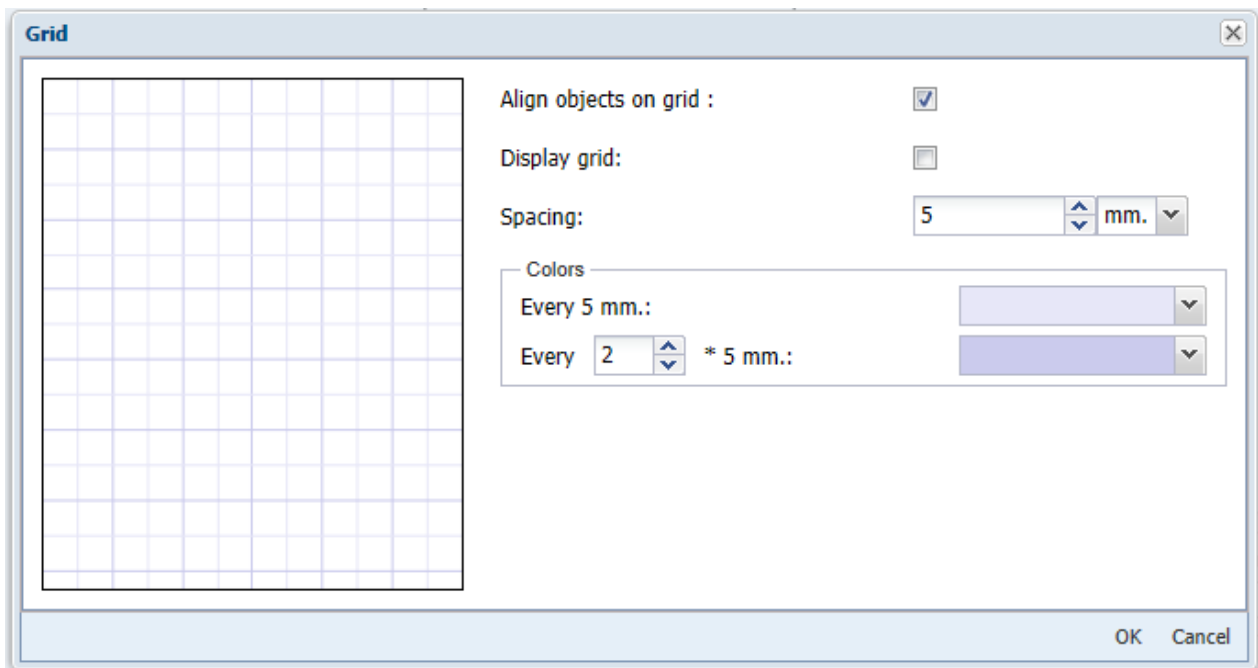 Grid
Align objects on grid :
Display grid:
Spacing: 5 mm.
Colors
Every 5 mm.:
Every 2 * 5 mm.:
OK Cancel